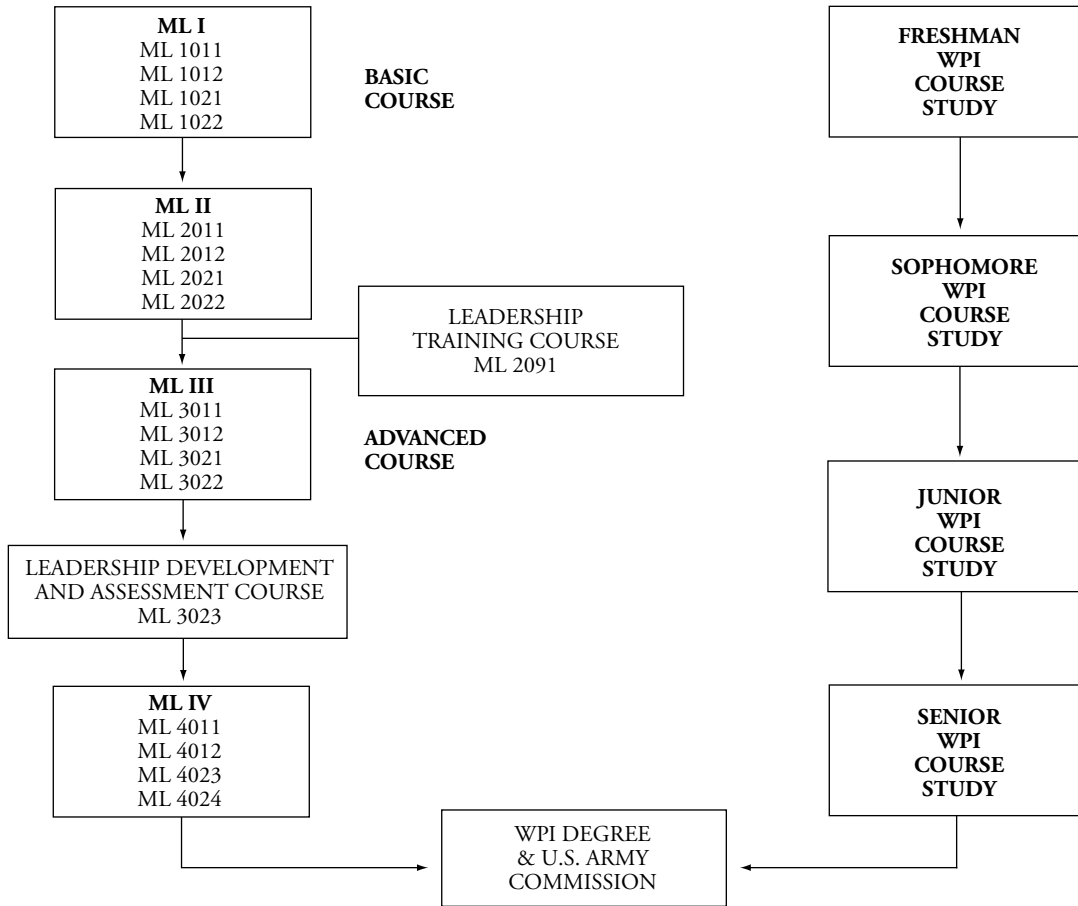 ML I
ML 1011
ML 1012
ML 1021
ML 1022
BASIC
COURSE
ML II
ML 2011
ML 2012
ML 2021
ML 2022
LEADERSHIP
TRAINING COURSE
ML 2091
ML III
ML 3011
ML 3012
ML 3021
ML 3022
ADVANCED
COURSE
LEADERSHIP DEVELOPMENT
AND ASSESSMENT COURSE
ML 3023
ML IV
ML 4011
ML 4012
ML 4023
ML 4024
FRESHMAN
WPI
COURSE
STUDY
SOPHOMORE
WPI
COURSE
STUDY
JUNIOR
WPI
COURSE
STUDY
SENIOR
WPI
COURSE
STUDY
WPI DEGREE
& U.S. ARMY
COMMISSION